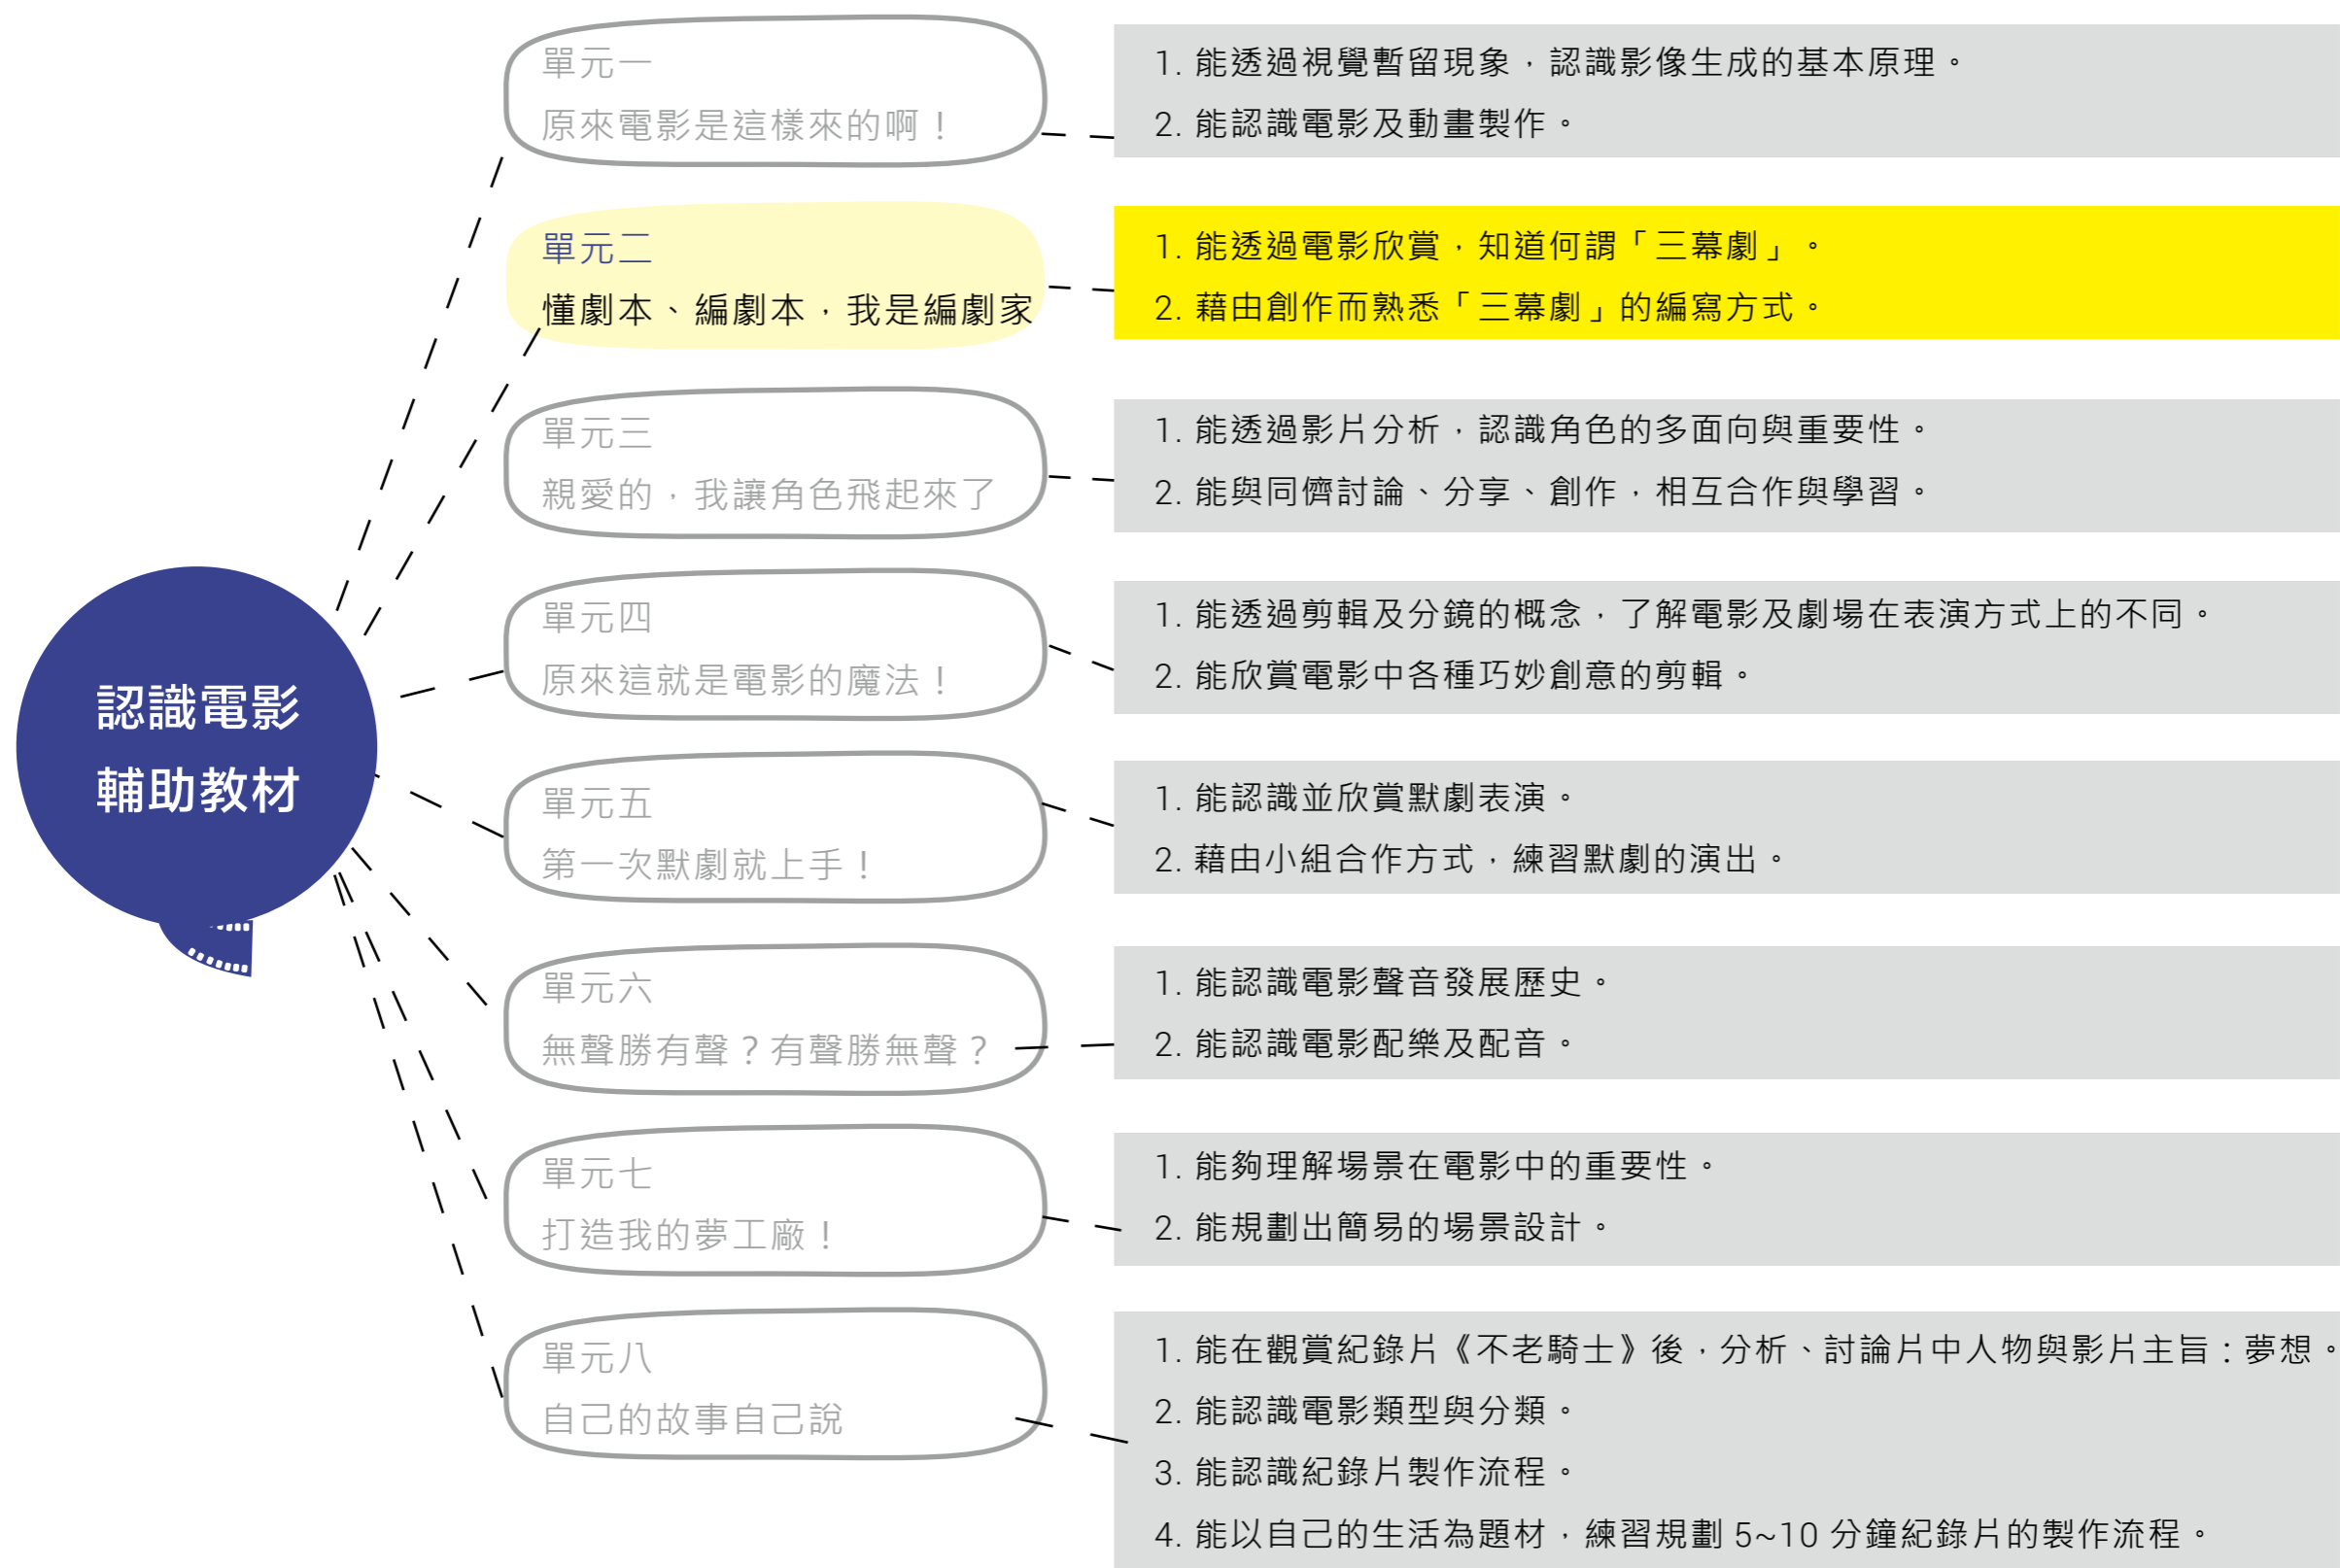 認識電影
輔助教材
單元一
原來電影是這樣來的啊！
1. 能透過視覺暫留現象，認識影像生成的基本原理。
2. 能認識電影及動畫製作。
單元二
懂劇本、編劇本，我是編劇家
1. 能透過電影欣賞，知道何謂「三幕劇」。
2. 藉由創作而熟悉「三幕劇」的編寫方式。
單元三
親愛的，我讓角色飛起來了
1. 能透過影片分析，認識角色的多面向與重要性。
2. 能與同儕討論、分享、創作，相互合作與學習。
單元四
原來這就是電影的魔法！
1. 能透過剪輯及分鏡的概念，了解電影及劇場在表演方式上的不同。
2. 能欣賞電影中各種巧妙創意的剪輯。
單元五
第一次默劇就上手！
1. 能認識並欣賞默劇表演。
2. 藉由小組合作方式，練習默劇的演出。
單元六
無聲勝有聲？有聲勝無聲？
1. 能認識電影聲音發展歷史。
2. 能認識電影配樂及配音。
單元七
打造我的夢工廠！
1. 能夠理解場景在電影中的重要性。
2. 能規劃出簡易的場景設計。
單元八
自己的故事自己說
1. 能在觀賞紀錄片《不老騎士》後，分析、討論片中人物與影片主旨：夢想。
2. 能認識電影類型與分類。
3. 能認識紀錄片製作流程。
4. 能以自己的生活為題材，練習規劃 5~10 分鐘紀錄片的製作流程。